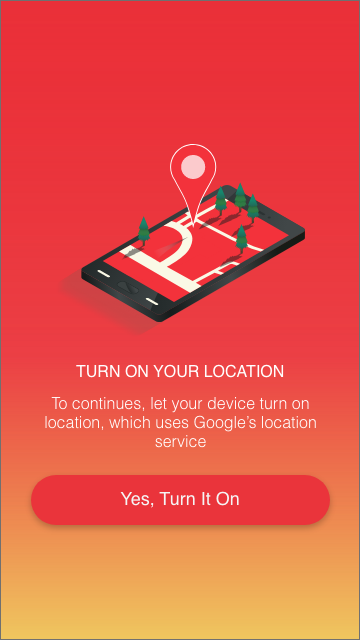 TURN ON YOUR LOCATION
To continues, let your device turn on
location, which uses Google's location
service
Yes, Turn It On